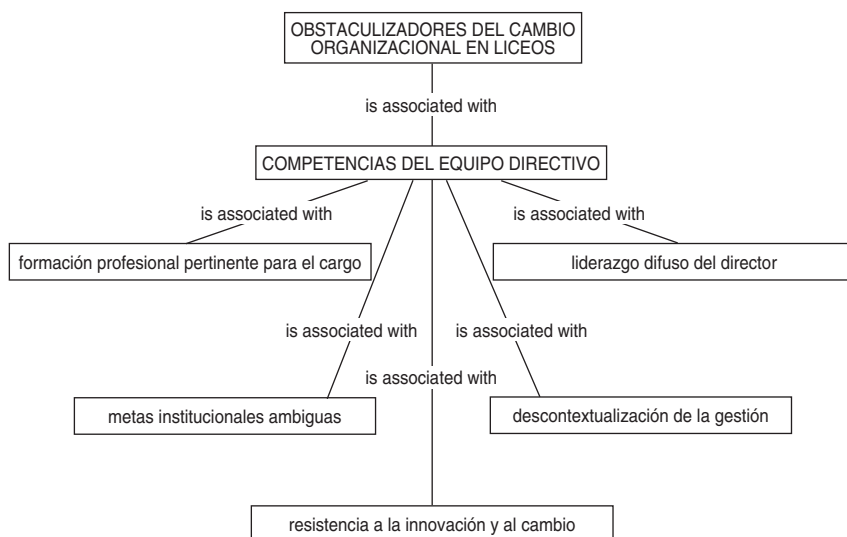 OBSTACULIZADORES DEL CAMBIO
ORGANIZACIONAL EN LICEOS
is associated with
COMPETENCIAS DEL EQUIPO DIRECTIVO
is associated with
is associated with
formación profesional pertinente para el cargo
liderazgo difuso del director
is associated with
is associated with
is associated with
metas institucionales ambiguas
descontextualización de la gestión
resistencia a la innovación y al cambio